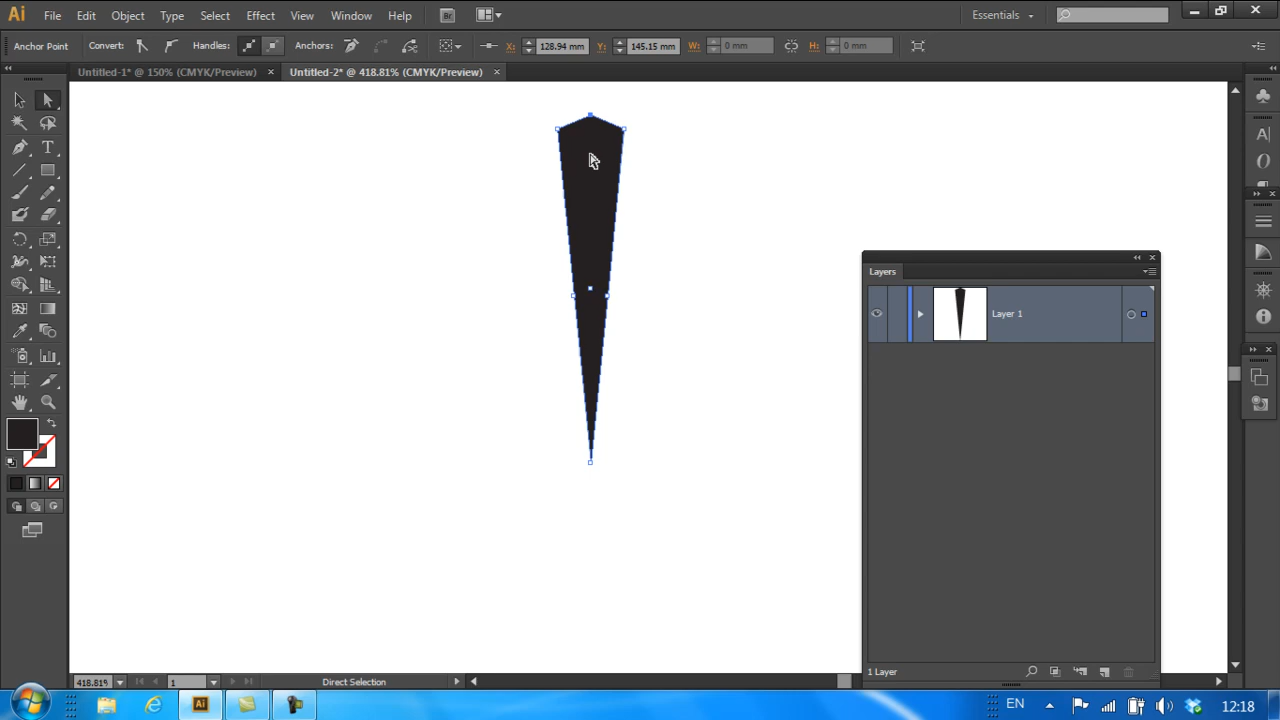 Ai File Edit Object Type Select Effect View Window Help Br Essentials
Anchor Point Convert: Handles: Anchors: X: 128.94 mm Y: 145.15 mm W: 0 mm H: 0 mm
Untitled-1* @ 150% (CMYK/Preview) Untitled-2* @ 418.81% (CMYK/Preview)
Layers
Layer 1
1 Layer
418.81% 1 Direct Selection
Ai EN 12:18